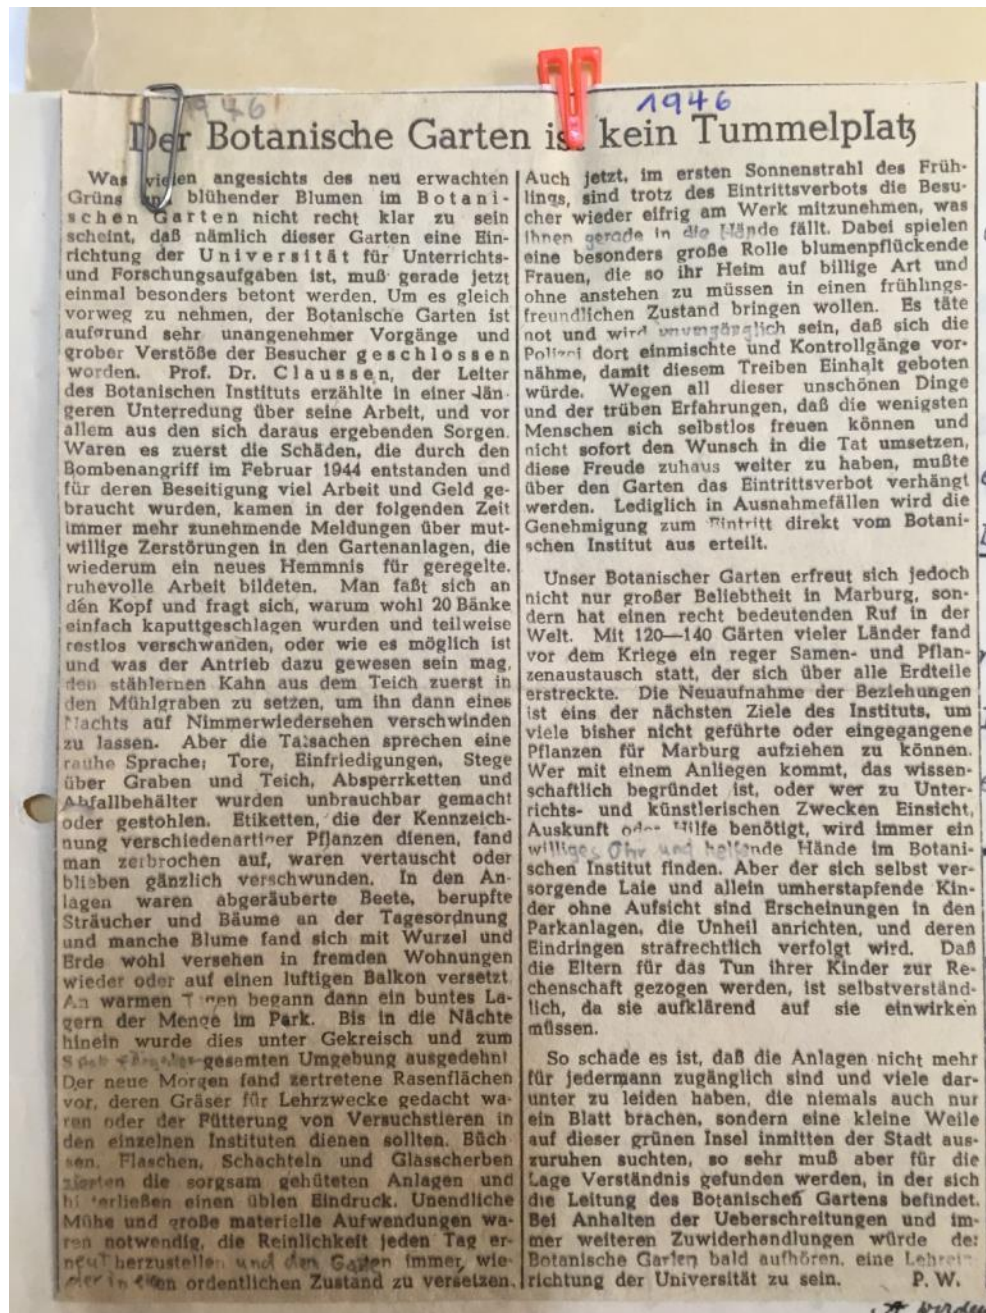 1946
1946
Der Botanische Garten ist kein Tummelplatz
Was vielen angesichts des neu erwachten
Grüns blühender Blumen im Botani-
schen Garten nicht recht klar zu sein
scheint, daß nämlich dieser Garten eine Ein-
richtung der Universität für Unterrichts-
und Forschungsaufgaben ist, muß gerade jetzt
einmal besonders betont werden. Um es gleich
vorweg zu nehmen, der Botanische Garten ist
aufgrund sehr unangenehmer Vorgänge und
grober Verstöße der Besucher geschlossen
worden. Prof. Dr. Claussen, der Leiter
des Botanischen Instituts erzählte in einer län-
geren Unterredung über seine Arbeit, und vor
allem aus den sich daraus ergebenden Sorgen.
Waren es zuerst die Schäden, die durch den
Bombenangriff im Februar 1944 entstanden und
für deren Beseitigung viel Arbeit und Geld ge-
braucht wurden, kamen in der folgenden Zeit
immer mehr zunehmende Meldungen über mut-
willige Zerstörungen in den Gartenanlagen, die
wiederum ein neues Hemmnis für geregelte,
ruhevolle Arbeit bildeten. Man faßt sich an
den Kopf und fragt sich, warum wohl 20 Bänke
einfach kaputtgeschlagen wurden und teilweise
restlos verschwanden, oder wie es möglich ist
und was der Antrieb dazu gewesen sein mag,
den stählernen Kahn aus dem Teich zuerst in
den Mühlgraben zu setzen, um ihn dann eines
Nachts auf Nimmerwiedersehen verschwinden
zu lassen. Aber die Tatsachen sprechen eine
rauhe Sprache; Tore, Einfriedigungen, Stege
über Graben und Teich, Absperrketten und
Abfallbehälter wurden unbrauchbar gemacht
oder gestohlen. Etiketten, die der Kennzeich-
nung verschiedenartiger Pflanzen dienen, fand
man zerbrochen auf, waren vertauscht oder
blieben gänzlich verschwunden. In den An-
lagen waren abgeräuberte Beete, berupfte
Sträucher und Bäume an der Tagesordnung
und manche Blume fand sich mit Wurzel und
Erde wohl versehen in fremden Wohnungen
wieder oder auf einen luftigen Balkon versetzt
An warmen Tagen begann dann ein buntes La-
gern der Menge im Park. Bis in die Nächte
hinein wurde dies unter Gekreisch und zum
gesamten Umgebung ausgedehnt
Der neue Morgen fand zertretene Rasenflächen
vor, deren Gräser für Lehrzwecke gedacht wa-
ren oder der Fütterung von Versuchstieren in
den einzelnen Instituten dienen sollten. Büch-
sen, Flaschen, Schachteln und Glasscherben
zierten die sorgsam gehüteten Anlagen und
hinterließen einen üblen Eindruck. Unendliche
Mühe und große materielle Aufwendungen wa-
ren notwendig, die Reinlichkeit jeden Tag er-
neut herzustellen und den Garten immer wie-
der in einen ordentlichen Zustand zu versetzen.
Auch jetzt, im ersten Sonnenstrahl des Früh-
lings, sind trotz des Eintrittsverbots die Besu-
cher wieder eifrig am Werk mitzunehmen, was
ihnen gerade in die Hände fällt. Dabei spielen
eine besonders große Rolle blumenpflückende
Frauen, die so ihr Heim auf billige Art und
ohne anstehen zu müssen in einen frühlings-
freundlichen Zustand bringen wollen. Es täte
not und wird unumgänglich sein, daß sich die
Polizei dort einmischte und Kontrollgänge vor-
nähme, damit diesem Treiben Einhalt geboten
würde. Wegen all dieser unschönen Dinge
und der trüben Erfahrungen, daß die wenigsten
Menschen sich selbstlos freuen können und
nicht sofort den Wunsch in die Tat umsetzen,
diese Freude zuhaus weiter zu haben, mußte
über den Garten das Eintrittsverbot verhängt
werden. Lediglich in Ausnahmefällen wird die
Genehmigung zum Eintritt direkt vom Botani-
schen Institut aus erteilt.
Unser Botanischer Garten erfreut sich jedoch
nicht nur großer Beliebtheit in Marburg, son-
dern hat einen recht bedeutenden Ruf in der
Welt. Mit 120—140 Gärten vieler Länder fand
vor dem Kriege ein reger Samen- und Pflan-
zenaustausch statt, der sich über alle Erdteile
erstreckte. Die Neuaufnahme der Beziehungen
ist eins der nächsten Ziele des Instituts, um
viele bisher nicht geführte oder eingegangene
Pflanzen für Marburg aufziehen zu können.
Wer mit einem Anliegen kommt, das wissen-
schaftlich begründet ist, oder wer zu Unter-
richts- und künstlerischen Zwecken Einsicht,
Auskunft oder Hilfe benötigt, wird immer ein
williges Ohr und helfende Hände im Botani-
schen Institut finden. Aber der sich selbst ver-
sorgende Laie und allein umherstapfende Kin-
der ohne Aufsicht sind Erscheinungen in den
Parkanlagen, die Unheil anrichten, und deren
Eindringen strafrechtlich verfolgt wird. Daß
die Eltern für das Tun ihrer Kinder zur Re-
chenschaft gezogen werden, ist selbstverständ-
lich, da sie aufklärend auf sie einwirken
müssen.
So schade es ist, daß die Anlagen nicht mehr
für jedermann zugänglich sind und viele dar-
unter zu leiden haben, die niemals auch nur
ein Blatt brachen, sondern eine kleine Weile
auf dieser grünen Insel inmitten der Stadt aus-
zuruhen suchten, so sehr muß aber für die
Lage Verständnis gefunden werden, in der sich
die Leitung des Botanischen Gartens befindet.
Bei Anhalten der Ueberschreitungen und im-
mer weiteren Zuwiderhandlungen würde der
Botanische Garten bald aufhören, eine Lehrein-
richtung der Universität zu sein. P. W.
werden